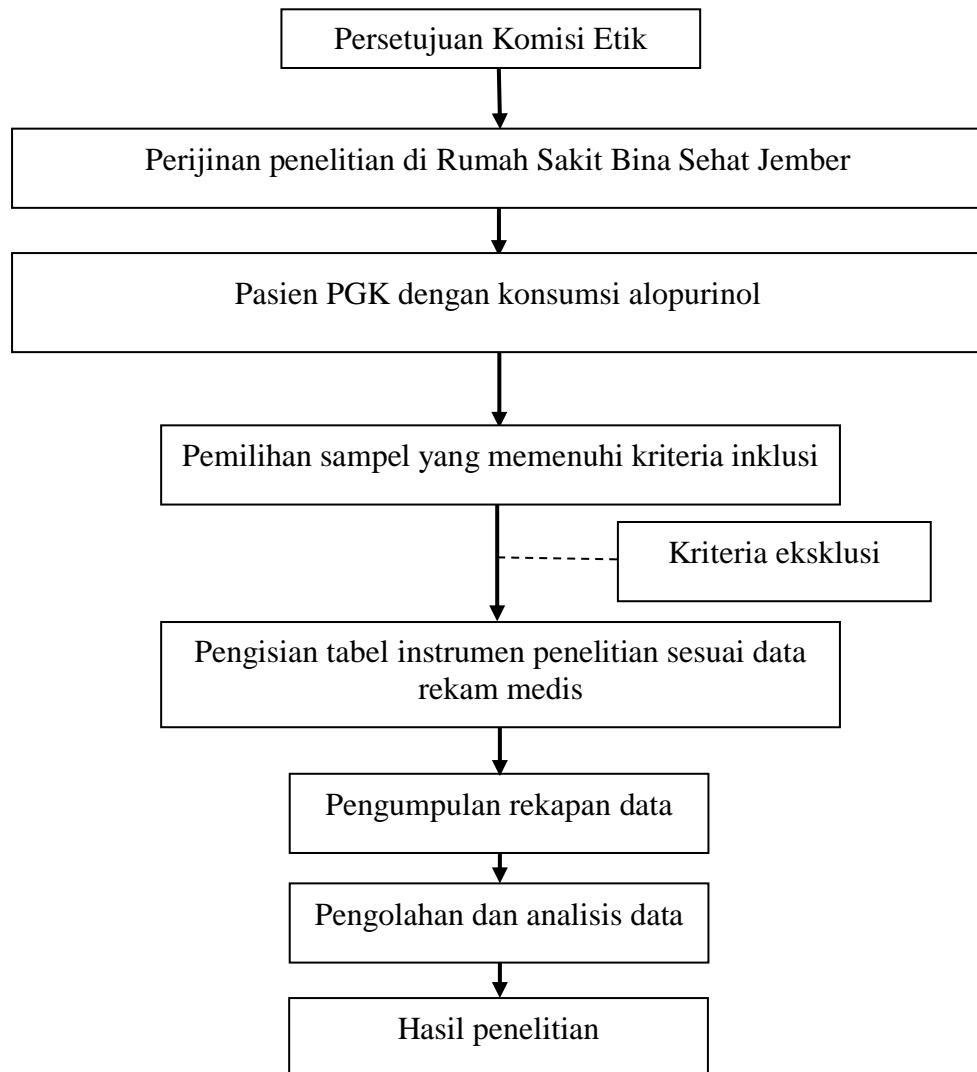 Persetujuan Komisi Etik
Perijinan penelitian di Rumah Sakit Bina Sehat Jember
Pasien PGK dengan konsumsi alopurinol
Pemilihan sampel yang memenuhi kriteria inklusi
Kriteria eksklusi
Pengisian tabel instrumen penelitian sesuai data
rekam medis
Pengumpulan rekapan data
Pengolahan dan analisis data
Hasil penelitian